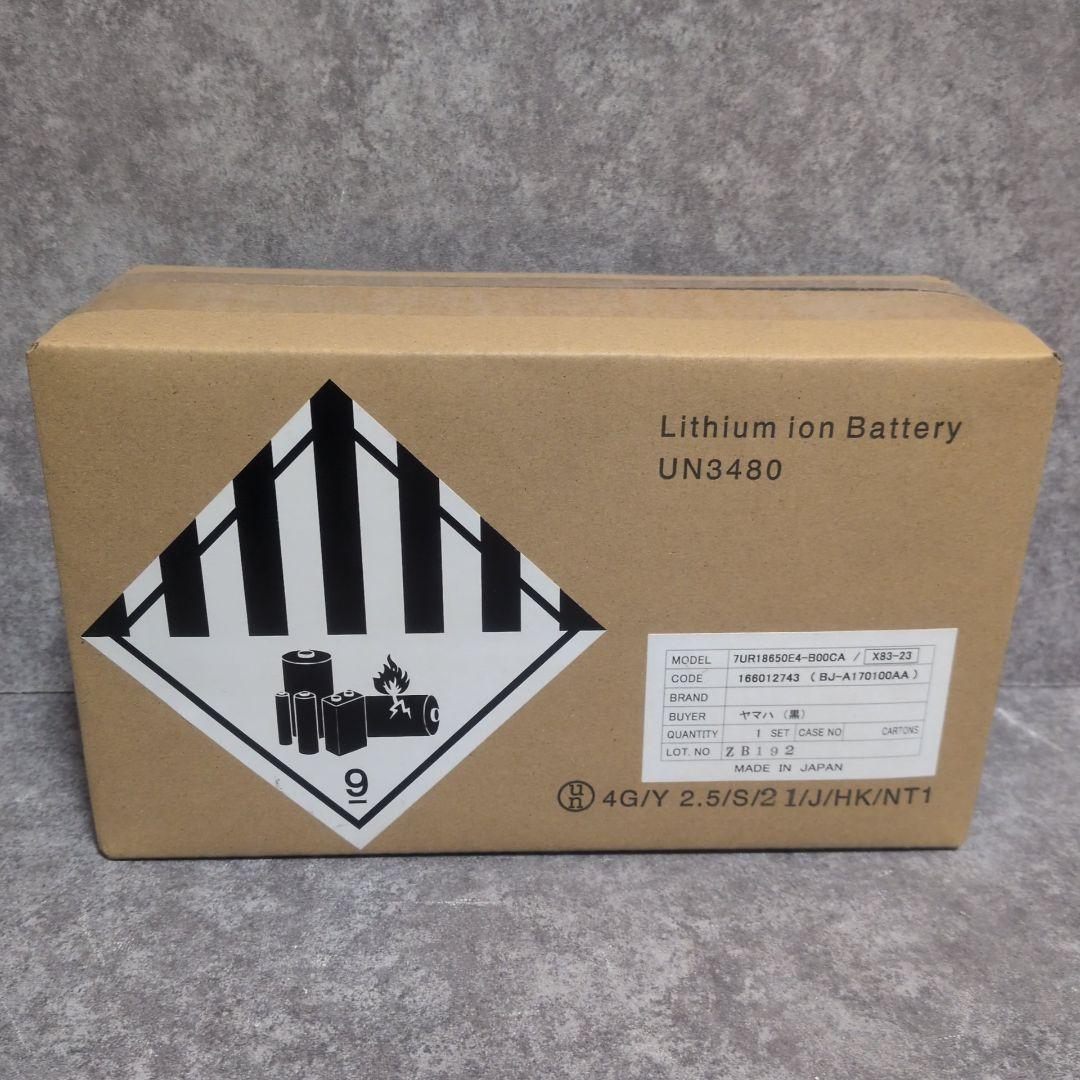 Lithium ion Battery
UN3480
MODEL 7UR18650E4-B00CA / X83-23
CODE 166012743 ( BJ-A170100AA )
BRAND
BUYER ヤマハ (黒)
QUANTITY 1 SET CASE NO CARTONS
LOT. NO ZB192
MADE IN JAPAN
un 4G/Y 2.5/S/21/J/HK/NT1
9